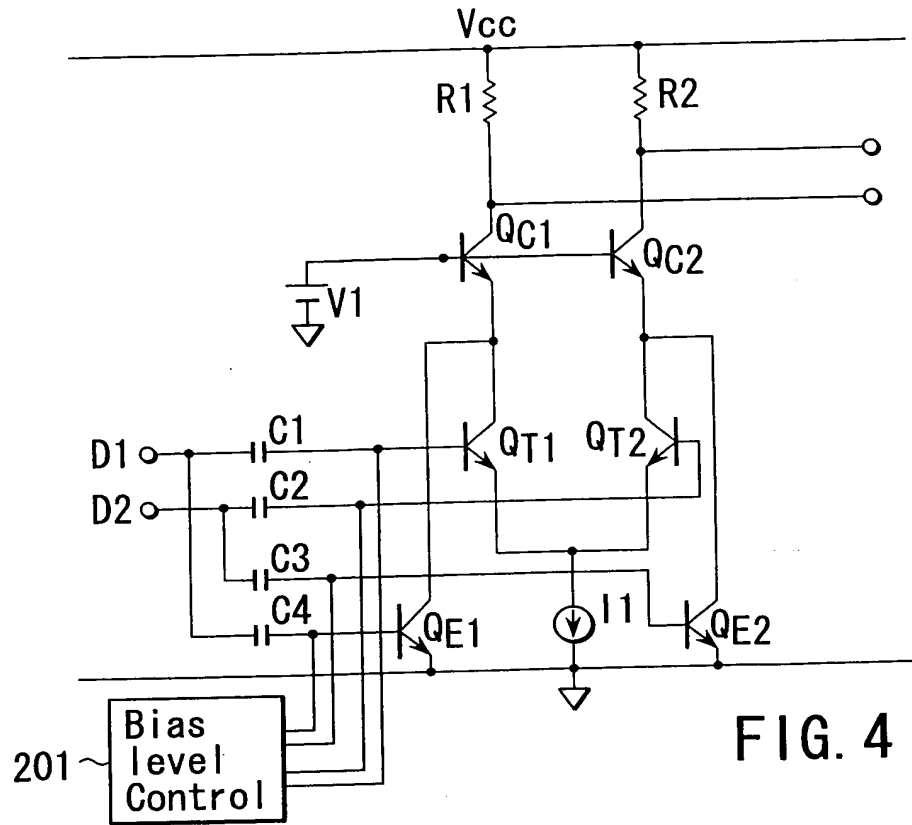 Vcc
R1
R2
QC1
QC2
V1
D1
C1
QT1
QT2
D2
C2
C3
C4
I1
QE1
QE2
201
Bias
level
Control
FIG. 4